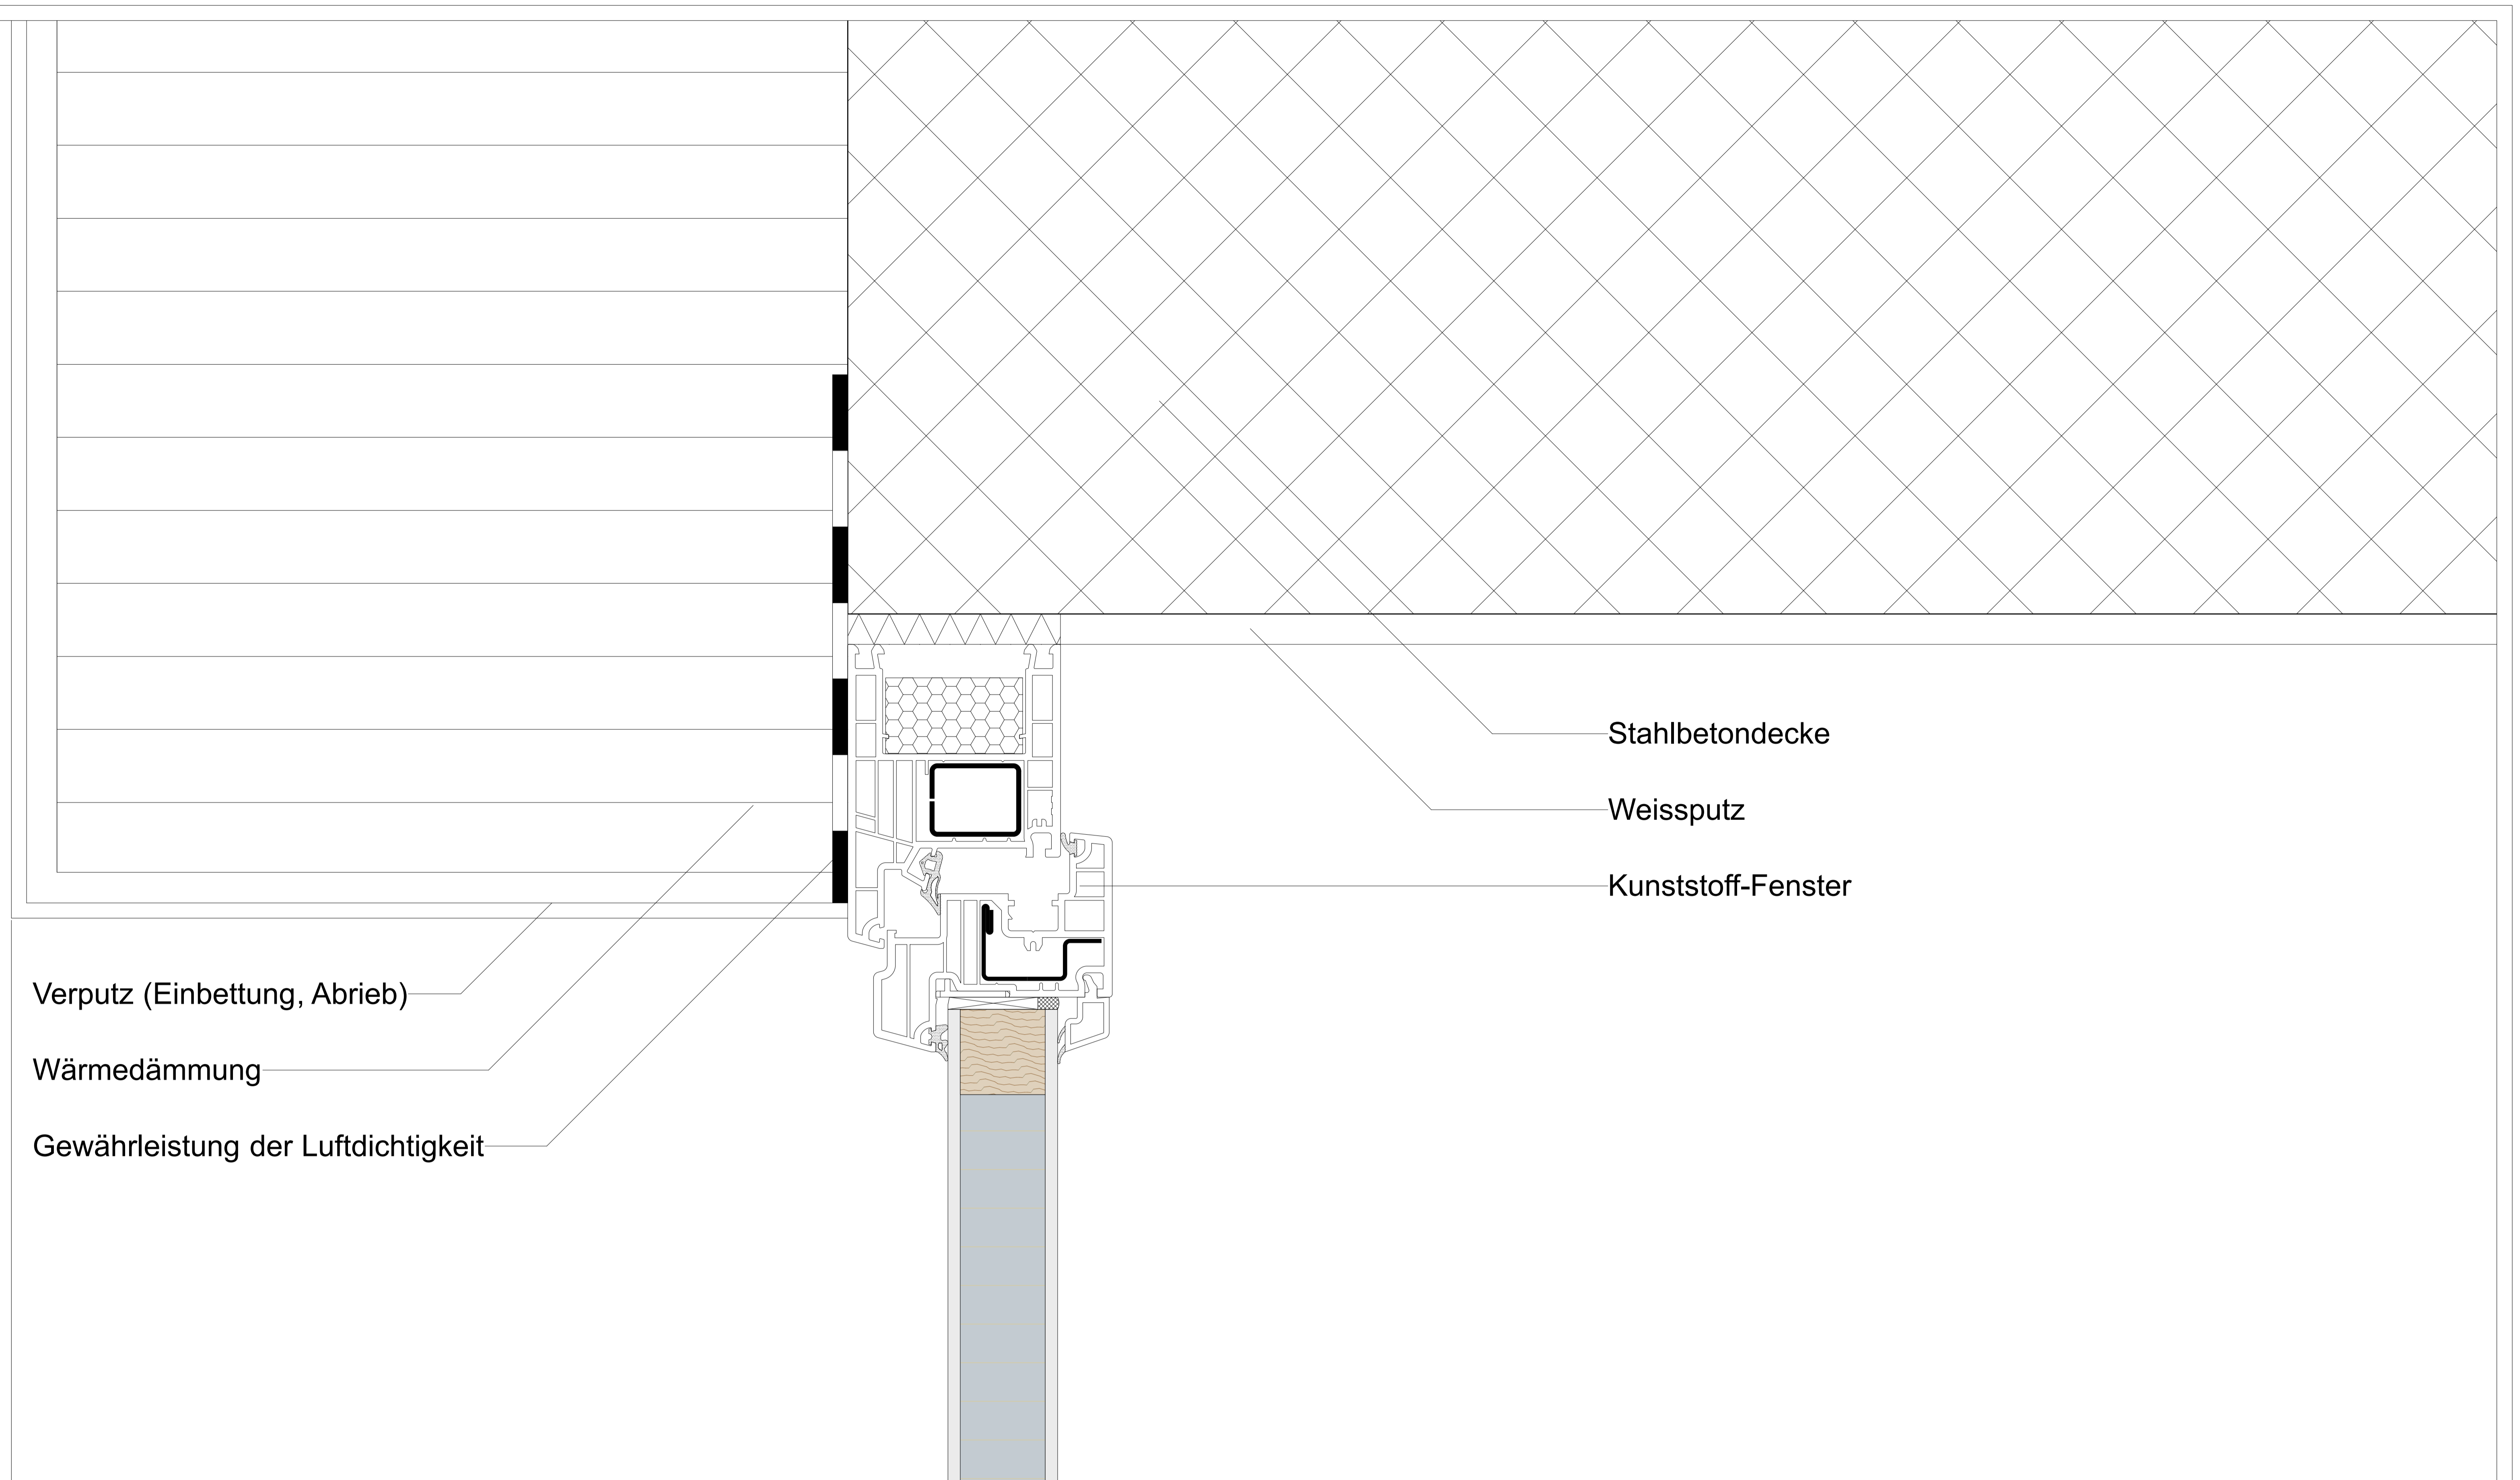 Stahlbetondecke
Weissputz
Kunststoff-Fenster
Verputz (Einbettung, Abrieb)
Wärmedämmung
Gewährleistung der Luftdichtigkeit